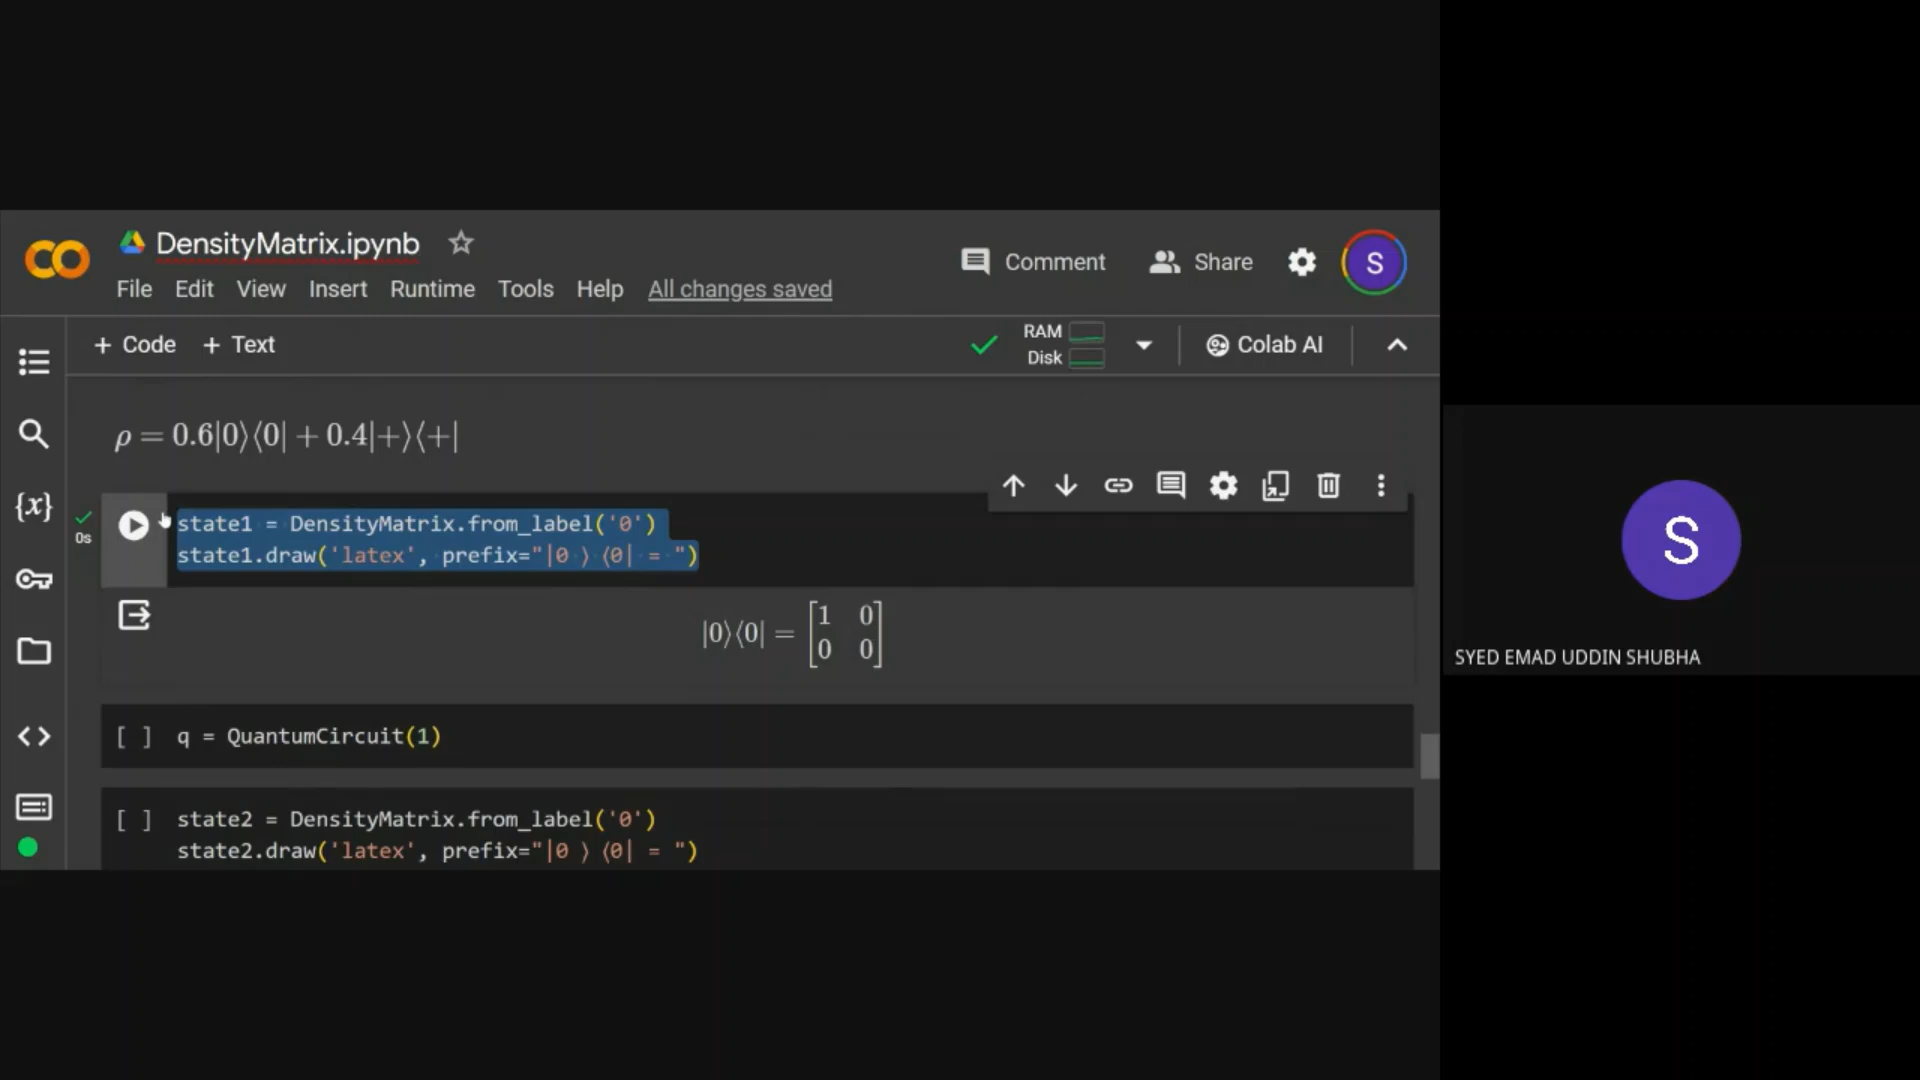 DensityMatrix.ipynb
File Edit View Insert Runtime Tools Help All changes saved
Comment Share S
+ Code + Text
RAM
Disk
Colab AI
ρ = 0.6|0⟩⟨0| + 0.4|+⟩⟨+|
0s
state1 = DensityMatrix.from_label('0')
state1.draw('latex', prefix="|0 ⟩ ⟨0| = ")
|0⟩⟨0| = [1 0
0 0]
[ ] q = QuantumCircuit(1)
[ ] state2 = DensityMatrix.from_label('0')
state2.draw('latex', prefix="|0 ⟩ ⟨0| = ")
{x}
S
SYED EMAD UDDIN SHUBHA